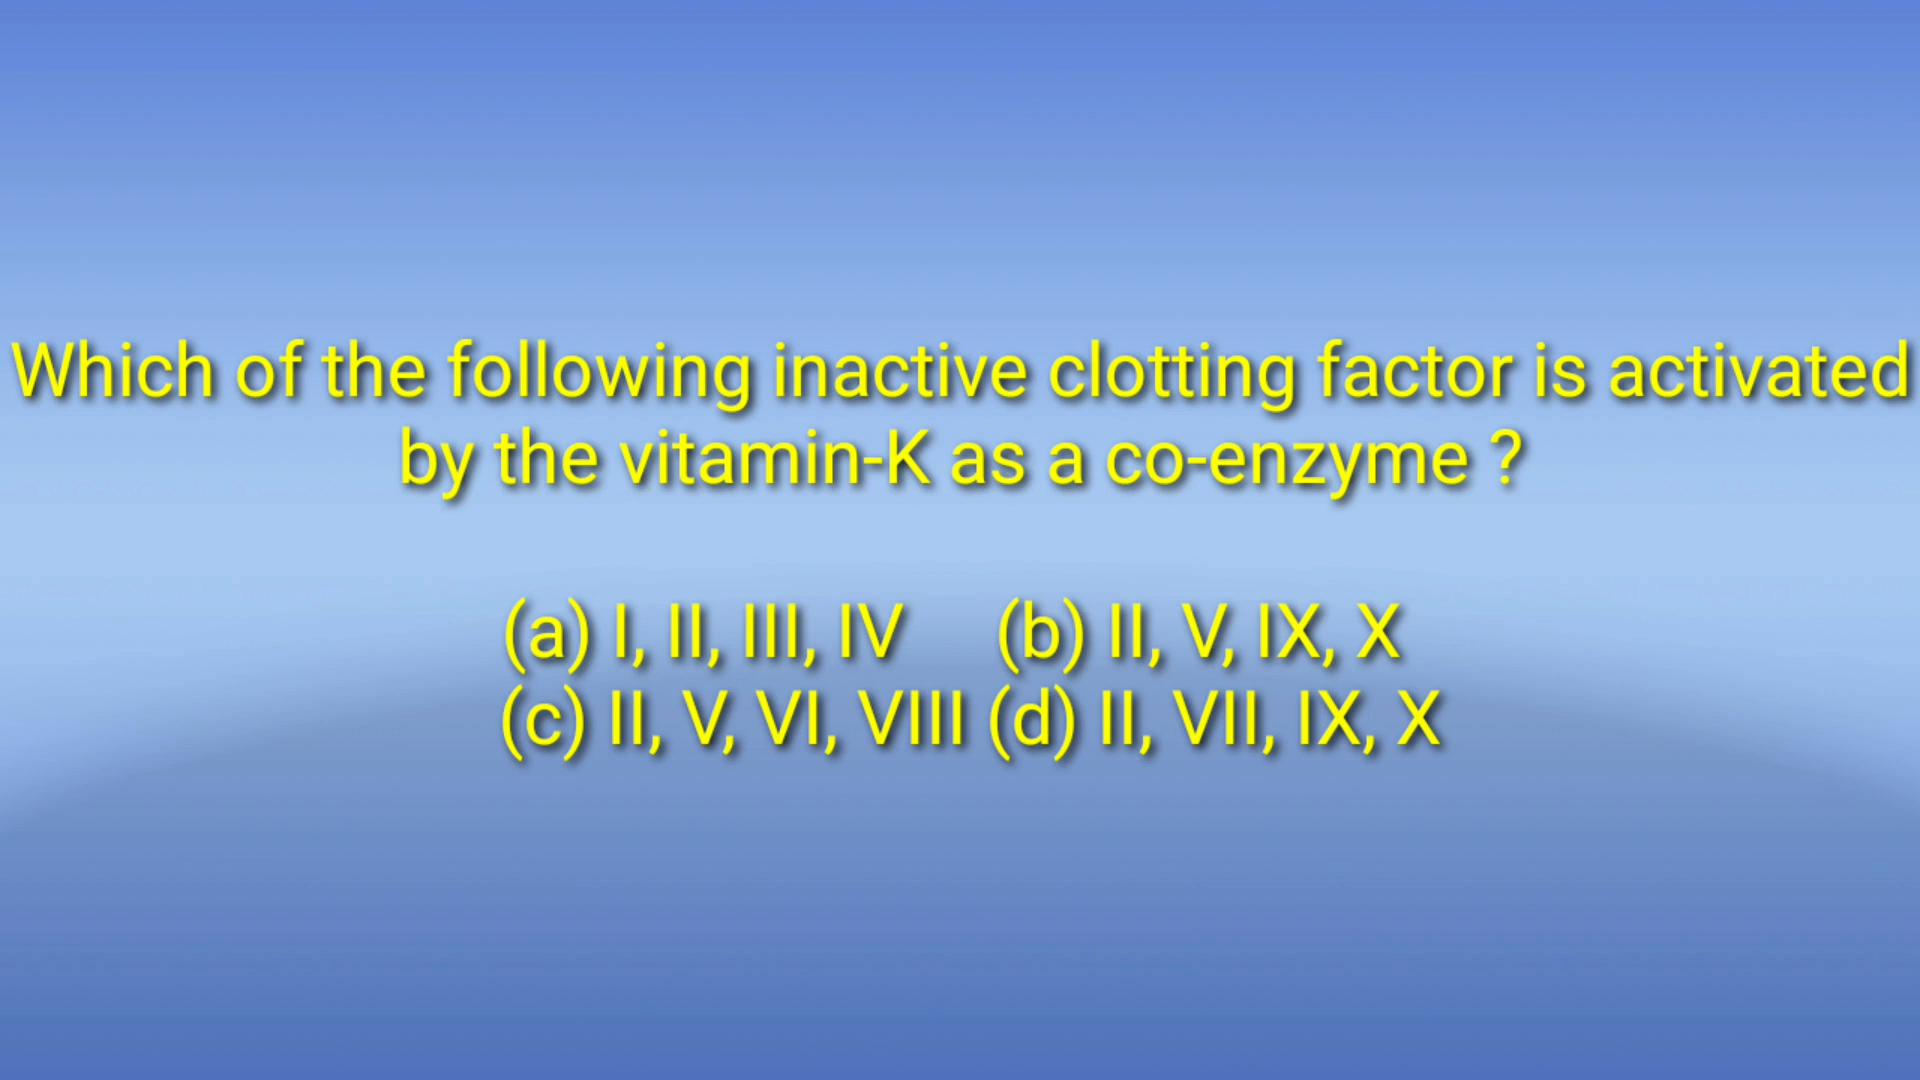 Which of the following inactive clotting factor is activated
by the vitamin-K as a co-enzyme ?
(a) I, II, III, IV (b) II, V, IX, X
(c) II, V, VI, VIII (d) II, VII, IX, X